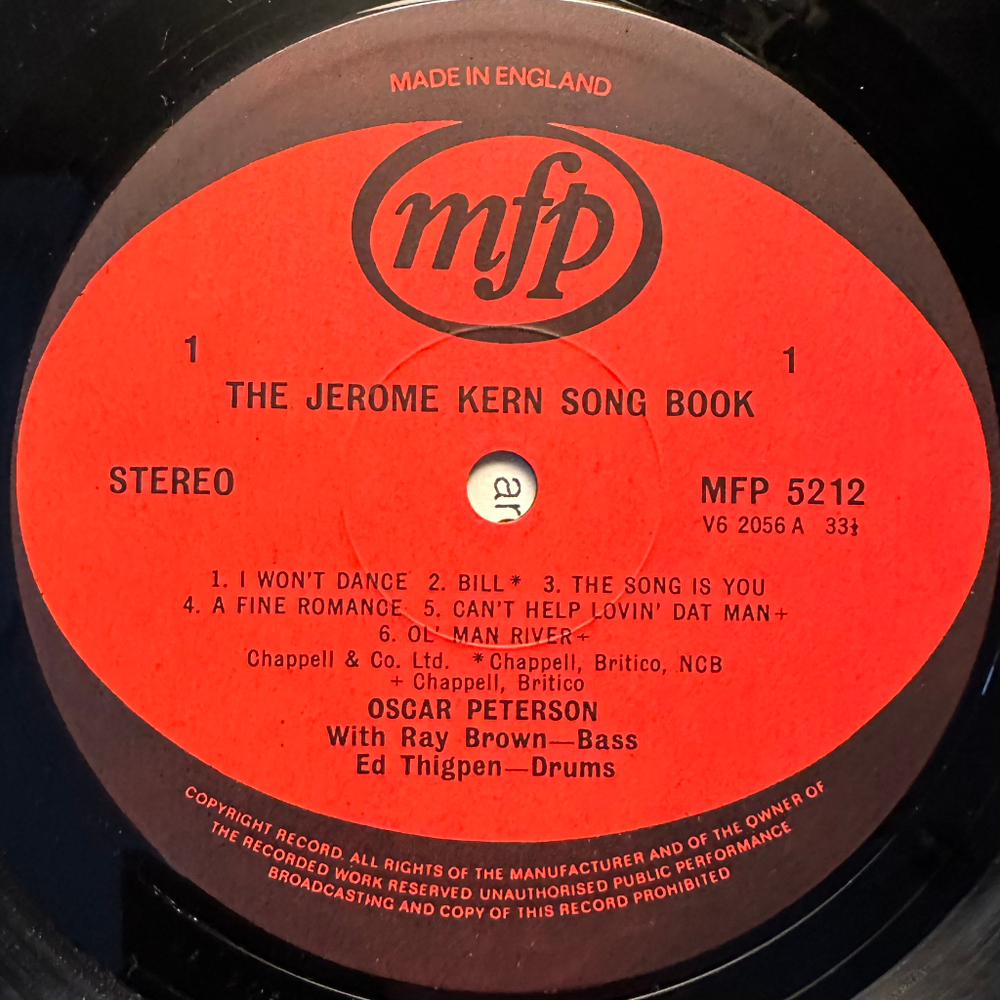 MADE IN ENGLAND
mfp
1 1
THE JEROME KERN SONG BOOK
STEREO
MFP 5212
V6 2056 A 33⅓
ar
1. I WON'T DANCE 2. BILL* 3. THE SONG IS YOU
4. A FINE ROMANCE 5. CAN'T HELP LOVIN' DAT MAN+
6. OL' MAN RIVER+
Chappell & Co. Ltd. *Chappell, Britico, NCB
+ Chappell, Britico
OSCAR PETERSON
With Ray Brown—Bass
Ed Thigpen—Drums
COPYRIGHT RECORD. ALL RIGHTS OF THE MANUFACTURER AND OF THE OWNER OF
THE RECORDED WORK RESERVED. UNAUTHORISED PUBLIC PERFORMANCE
BROADCASTING AND COPY OF THIS RECORD PROHIBITED